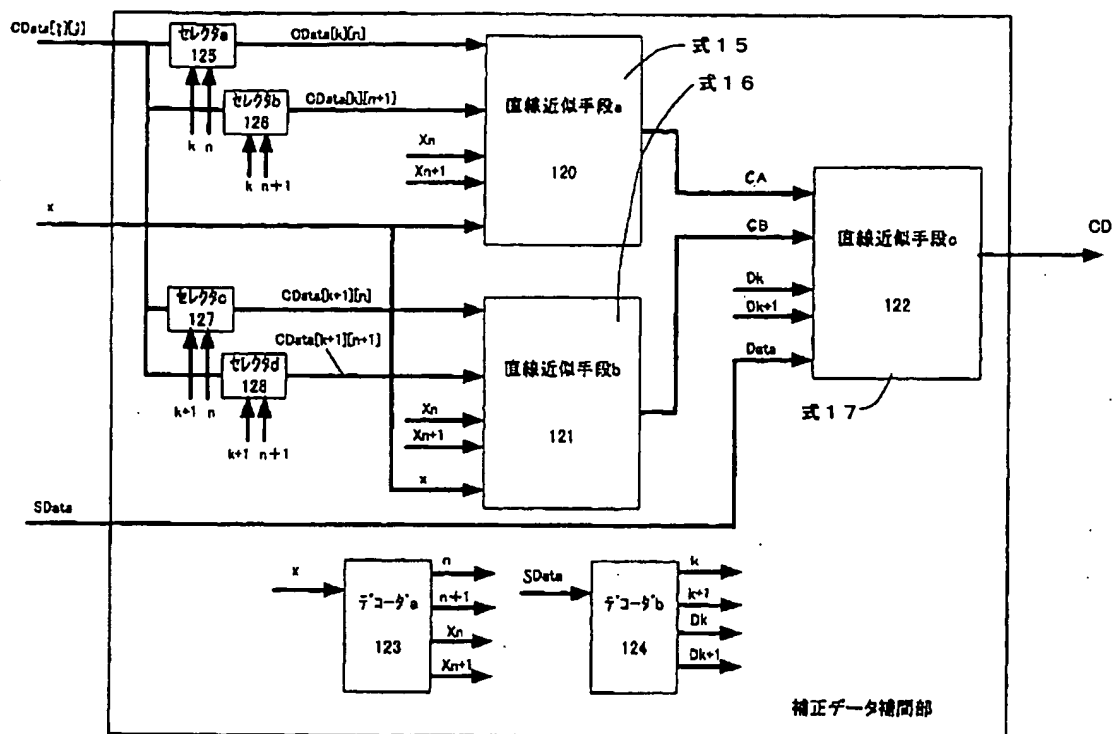 CData[i][j]
セレクタa
125
CData[k][n]
k
n
セレクタb
126
CData[k][n+1]
k
n+1
Xn
Xn+1
直線近似手段a
120
式15
式16
x
セレクタc
127
CData[k+1][n]
k+1
n
セレクタd
128
CData[k+1][n+1]
k+1
n+1
Xn
Xn+1
x
直線近似手段b
121
CA
CB
Dk
Dk+1
Data
直線近似手段c
122
CD
式17
SData
x
デコーダa
123
n
n+1
Xn
Xn+1
SData
デコーダb
124
k
k+1
Dk
Dk+1
補正データ補間部